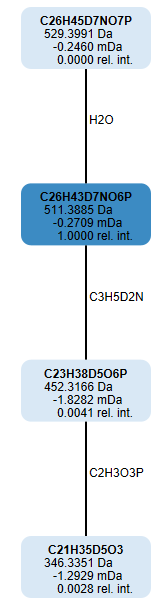 C26H45D7NO7P
529.3991 Da
-0.2460 mDa
0.0000 rel. int.
H2O
C26H43D7NO6P
511.3885 Da
-0.2709 mDa
1.0000 rel. int.
C3H5D2N
C23H38D5O6P
452.3166 Da
-1.8282 mDa
0.0041 rel. int.
C2H3O3P
C21H35D5O3
346.3351 Da
-1.2929 mDa
0.0028 rel. int.